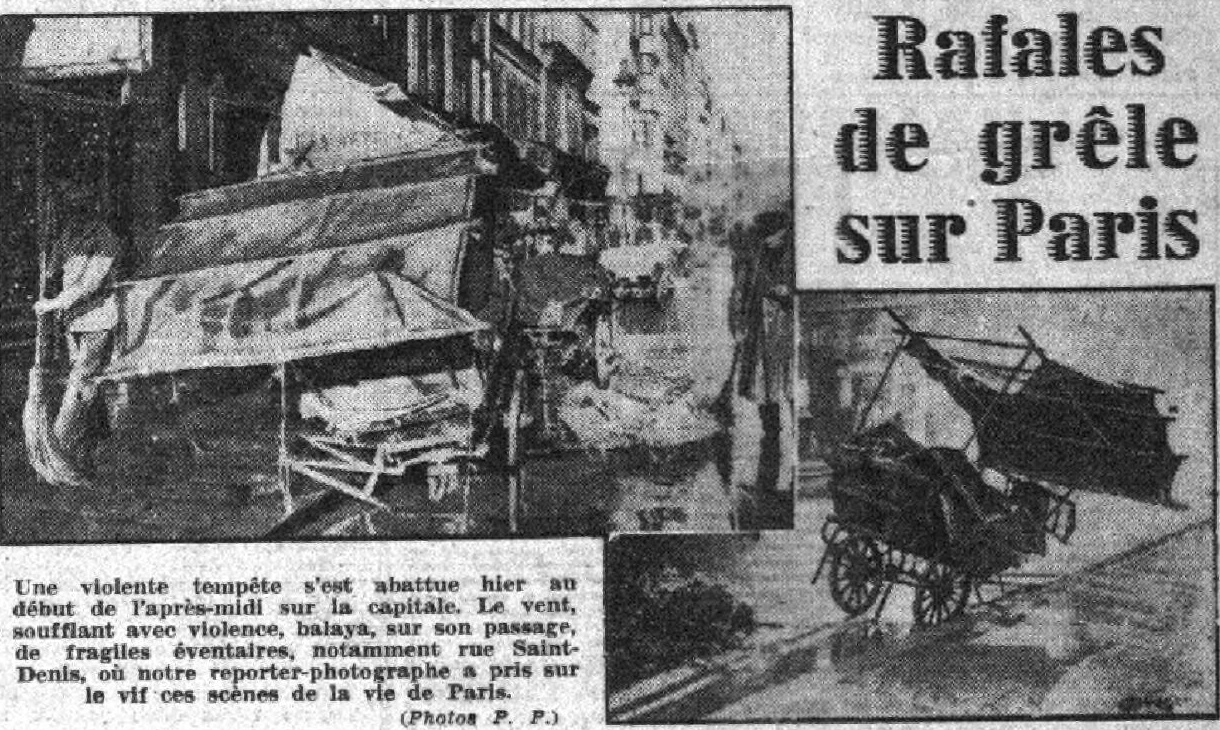 Rafales
de grêle
sur Paris
Une violente tempête s'est abattue hier au
début de l'après-midi sur la capitale. Le vent,
soufflant avec violence, balaya, sur son passage,
de fragiles éventaires, notamment rue Saint-
Denis, où notre reporter-photographe a pris sur
le vif ces scènes de la vie de Paris.
(Photos P. P.)